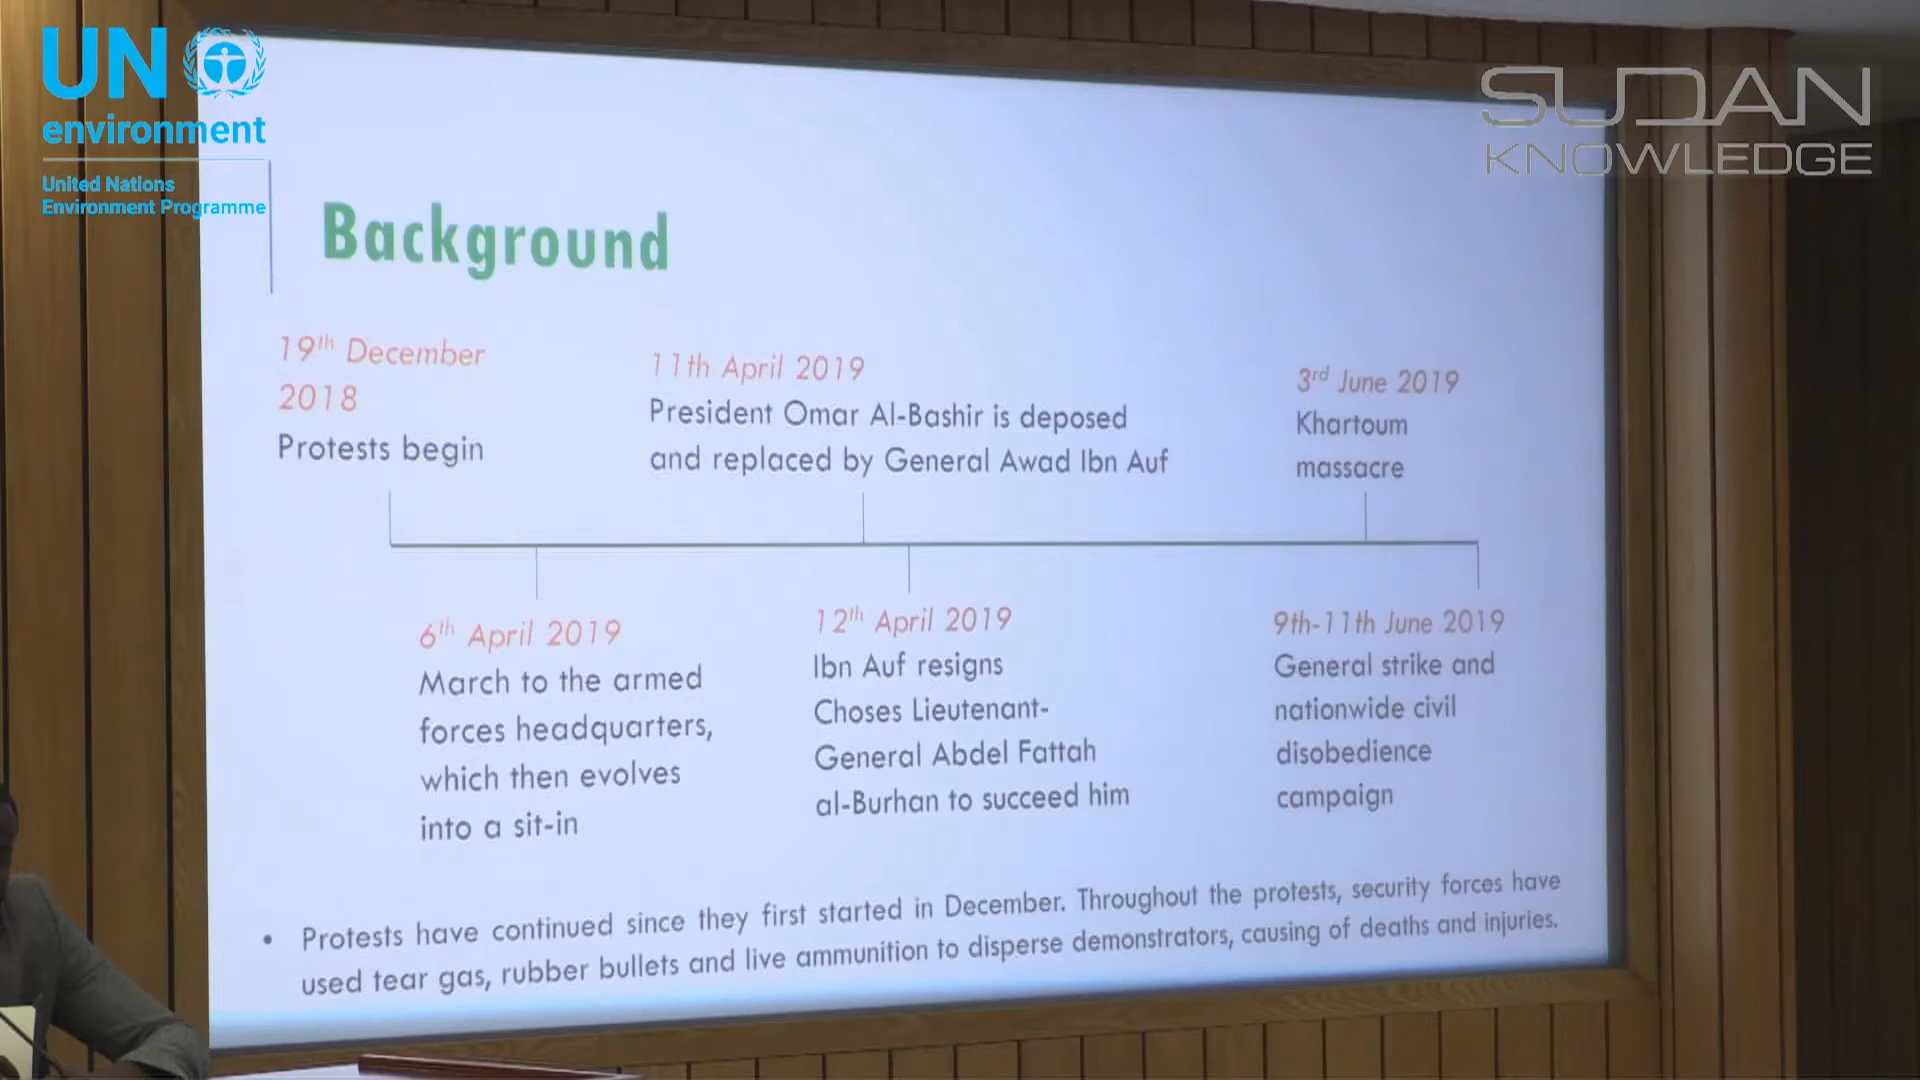 UN
environment
United Nations
Environment Programme
SUDAN
KNOWLEDGE
Background
19th December
2018
Protests begin
11th April 2019
President Omar Al-Bashir is deposed
and replaced by General Awad Ibn Auf
3rd June 2019
Khartoum
massacre
6th April 2019
March to the armed
forces headquarters,
which then evolves
into a sit-in
12th April 2019
Ibn Auf resigns
Choses Lieutenant-
General Abdel Fattah
al-Burhan to succeed him
9th-11th June 2019
General strike and
nationwide civil
disobedience
campaign
• Protests have continued since they first started in December. Throughout the protests, security forces have
used tear gas, rubber bullets and live ammunition to disperse demonstrators, causing of deaths and injuries.